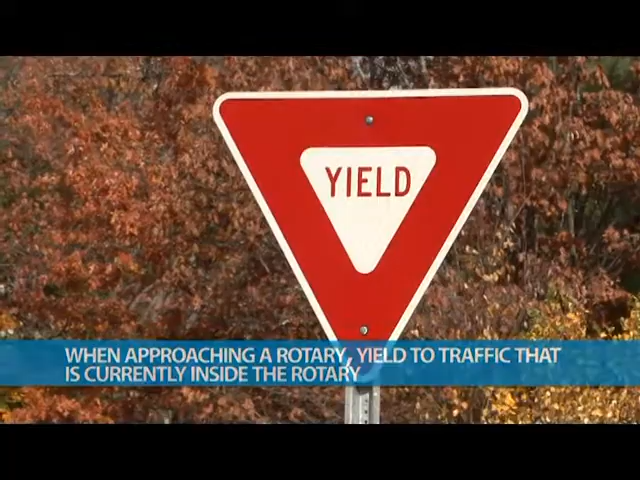 YIELD
WHEN APPROACHING A ROTARY, YIELD TO TRAFFIC THAT
IS CURRENTLY INSIDE THE ROTARY